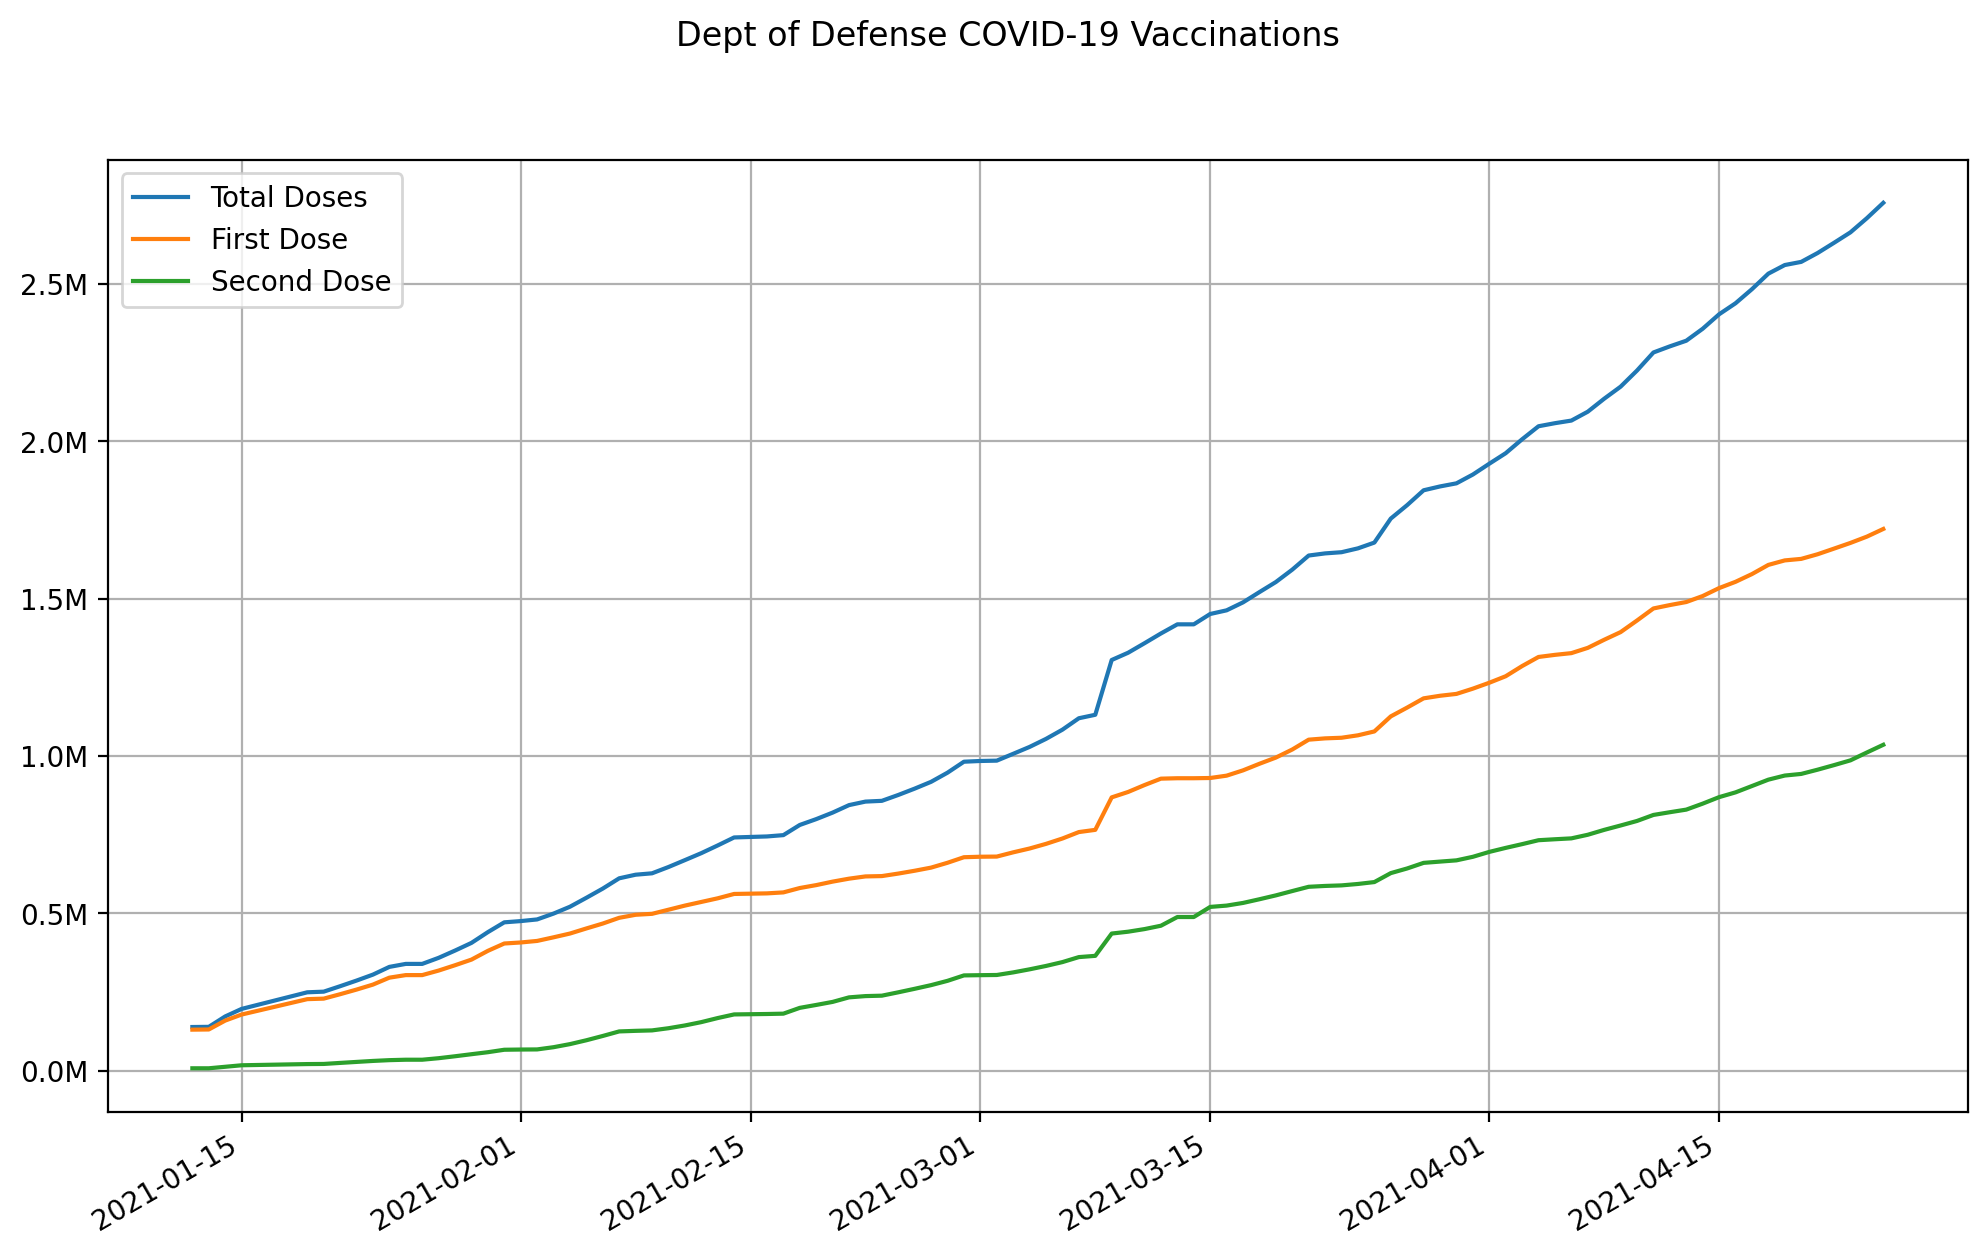 Dept of Defense COVID-19 Vaccinations
Total Doses
First Dose
Second Dose
2.5M
2.0M
1.5M
1.0M
0.5M
0.0M
2021-01-15
2021-02-01
2021-02-15
2021-03-01
2021-03-15
2021-04-01
2021-04-15